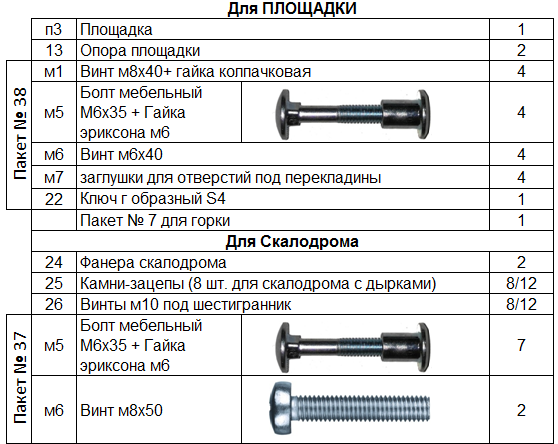 Для ПЛОЩАДКИ
п3 Площадка 1
13 Опора площадки 2
Пакет № 38
м1 Винт м8х40+ гайка колпачковая 4
м5 Болт мебельный
М6х35 + Гайка
эриксона м6 4
м6 Винт м6х40 4
м7 заглушки для отверстий под перекладины 4
22 Ключ г образный S4 1
Пакет № 7 для горки 1
Для Скалодрома
24 Фанера скалодрома 2
25 Камни-зацепы (8 шт. для скалодрома с дырками) 8/12
26 Винты м10 под шестигранник 8/12
Пакет № 37
м5 Болт мебельный
М6х35 + Гайка
эриксона м6 7
м6 Винт м8х50 2